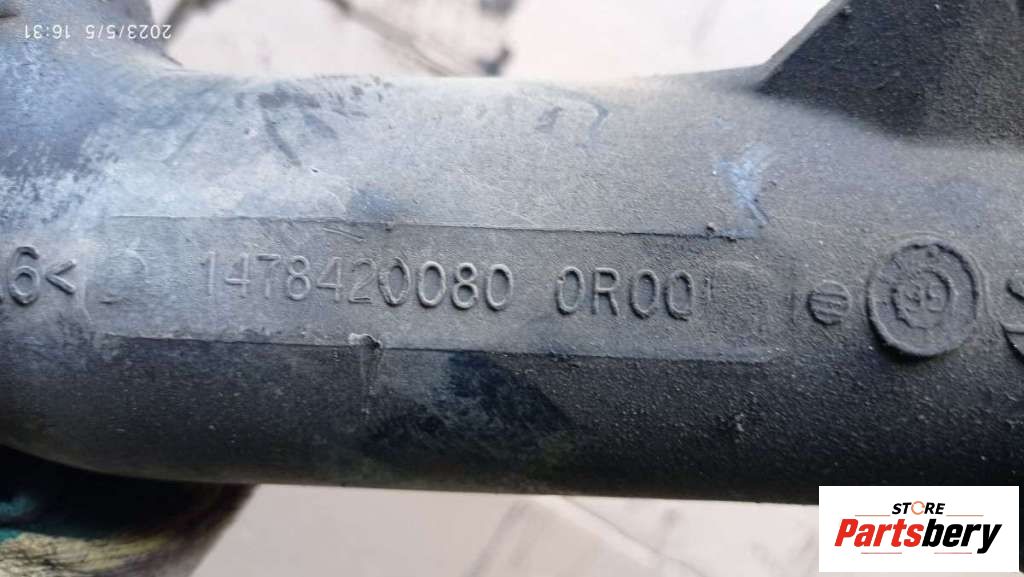 2023/5/5 16:31
6<
1478420080 0R00
STORE
Partsbery